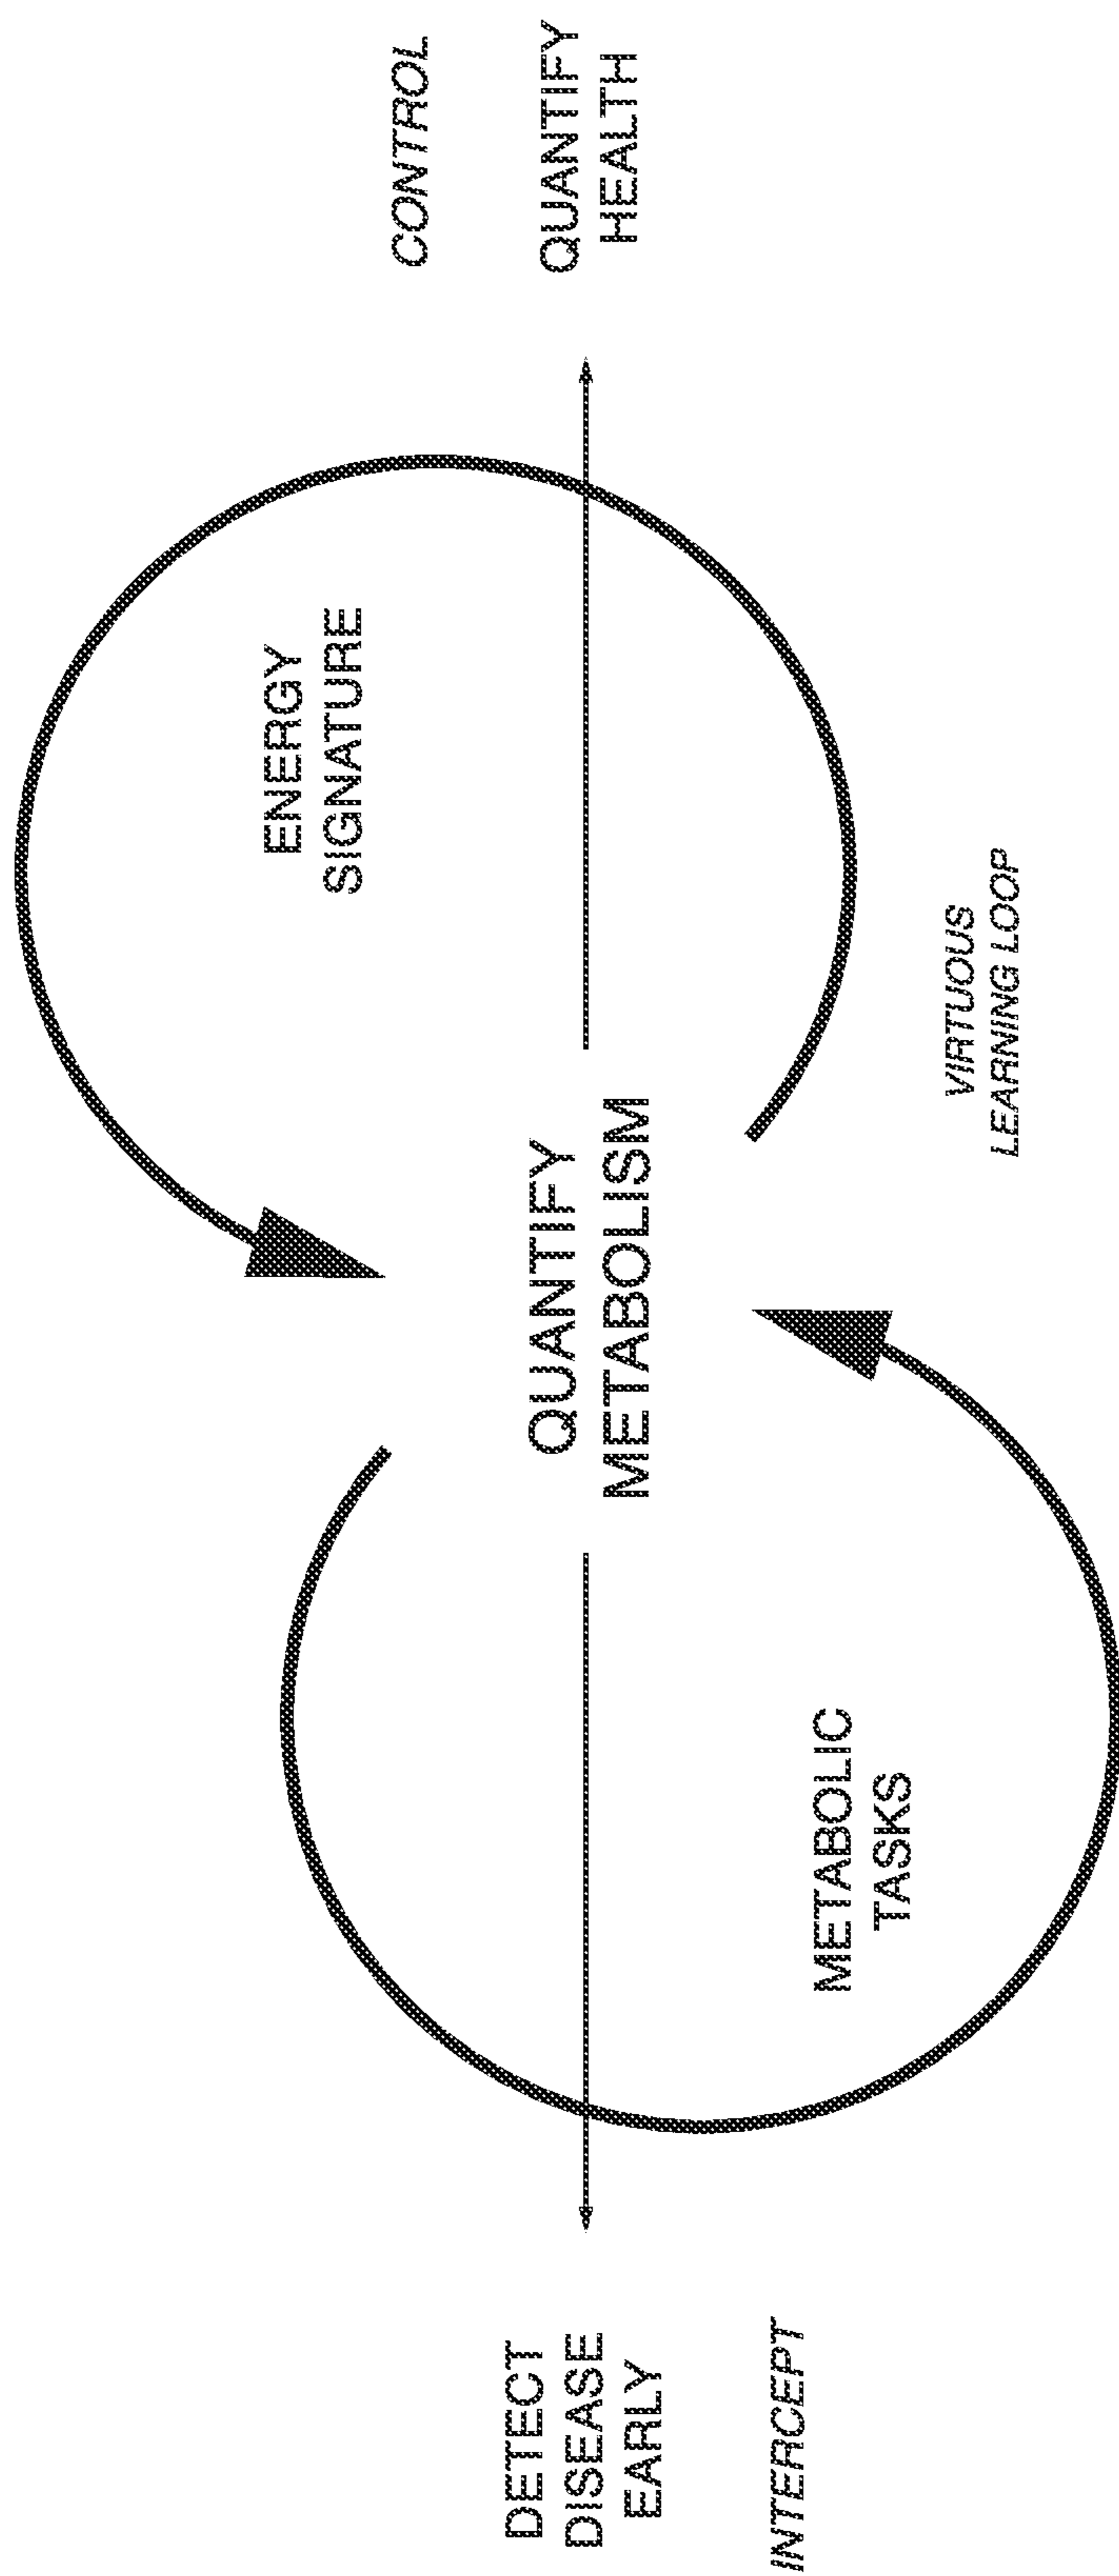 DETECT
DISEASE
EARLY
INTERCEPT
METABOLIC
TASKS
QUANTIFY
METABOLISM
VIRTUOUS
LEARNING LOOP
ENERGY
SIGNATURE
CONTROL
QUANTIFY
HEALTH